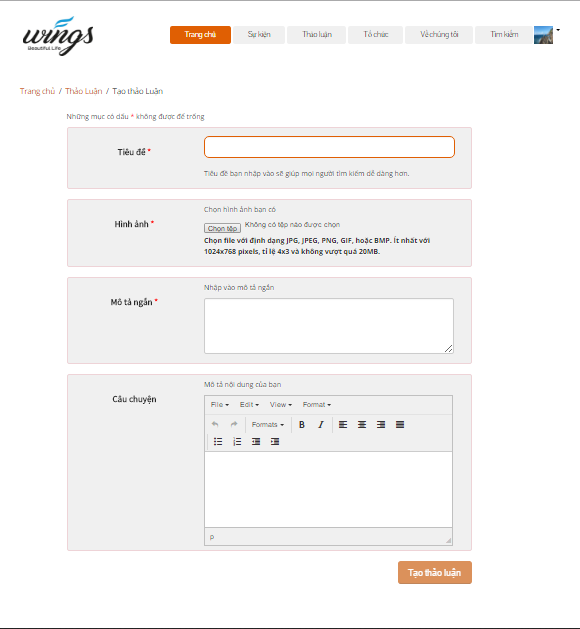 wings
Beautiful Life
Trang chủ Sự kiện Thảo luận Tổ chức Về chúng tôi Tìm kiếm
Trang chủ / Thảo Luận / Tạo thảo Luận
Những mục có dấu * không được để trống
Tiêu đề *
Tiêu đề bạn nhập vào sẽ giúp mọi người tìm kiếm dễ dàng hơn.
Chọn hình ảnh bạn có
Hình ảnh *
Chọn tệp Không có tệp nào được chọn
Chọn file với định dạng JPG, JPEG, PNG, GIF, hoặc BMP. Ít nhất với
1024x768 pixels, tỉ lệ 4x3 và không vượt quá 20MB.
Nhập vào mô tả ngắn
Mô tả ngắn *
Mô tả nội dung của bạn
Câu chuyện
File Edit View Format
Formats B I
p
Tạo thảo luận